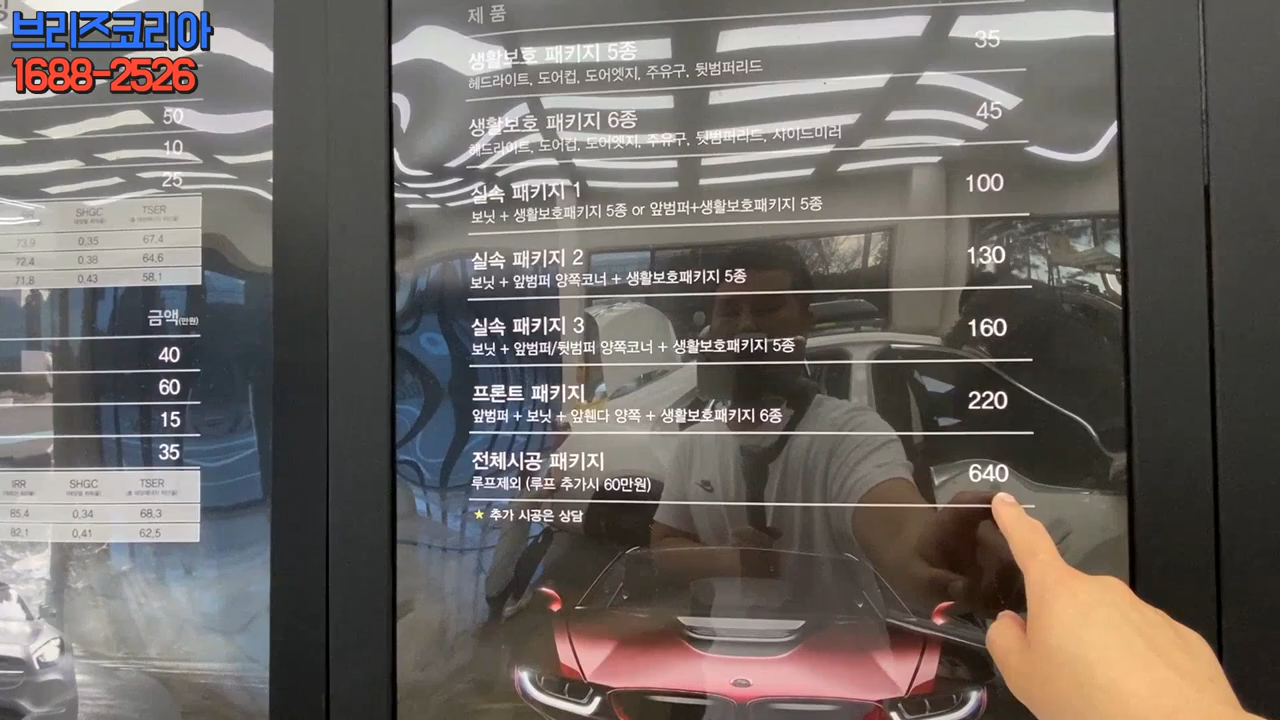 브리즈코리아
1688-2526
50
10
25
SHGC TSER
73.9 0.35 67.4
72.4 0.38 64.6
71.8 0.43 58.1
금액(만원)
40
60
15
35
IRR SHGC TSER
85.4 0.34 68.3
82.1 0.41 62.5
제 품
생활보호 패키지 5종 35
헤드라이트, 도어컵, 도어엣지, 주유구, 뒷범퍼리드
생활보호 패키지 6종 45
헤드라이트, 도어컵, 도어엣지, 주유구, 뒷범퍼리드, 사이드미러
실속 패키지 1 100
보닛 + 생활보호패키지 5종 or 앞범퍼+생활보호패키지 5종
실속 패키지 2 130
보닛 + 앞범퍼 양쪽코너 + 생활보호패키지 5종
실속 패키지 3 160
보닛 + 앞범퍼/뒷범퍼 양쪽코너 + 생활보호패키지 5종
프론트 패키지 220
앞범퍼 + 보닛 + 앞휀다 양쪽 + 생활보호패키지 6종
전체시공 패키지 640
루프제외 (루프 추가시 60만원)
★ 추가 시공은 상담